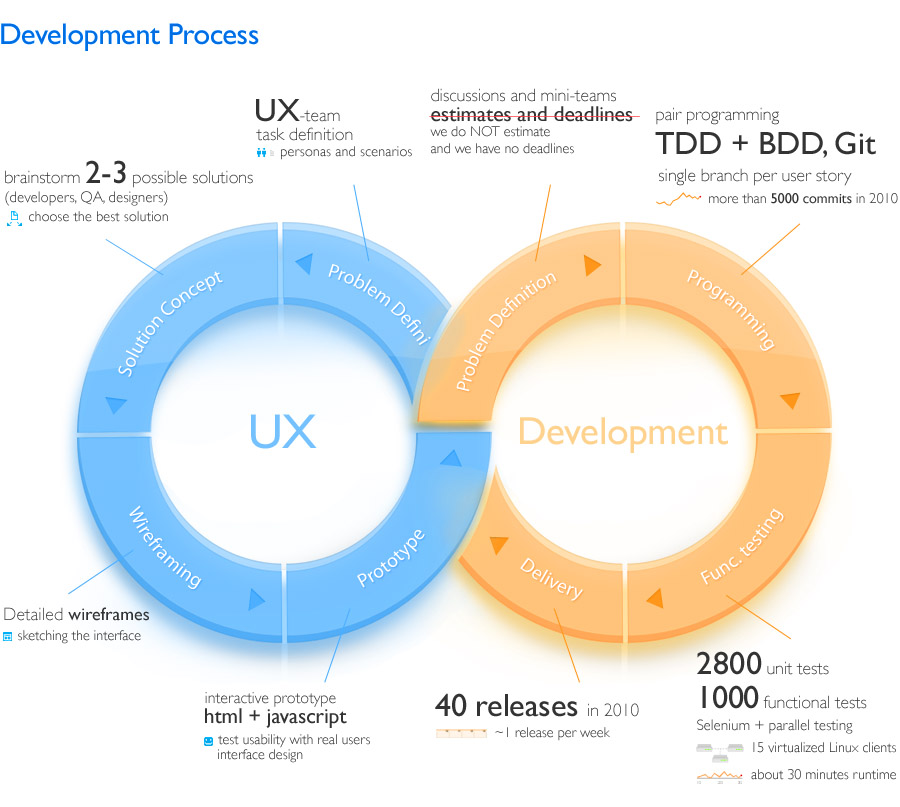 Development Process
UX-team
task definition
personas and scenarios
discussions and mini-teams
estimates and deadlines
we do NOT estimate
and we have no deadlines
pair programming
TDD + BDD, Git
single branch per user story
more than 5000 commits in 2010
brainstorm 2-3 possible solutions
(developers, QA, designers)
choose the best solution
Solution Concept
Problem Defini
Problem Definition
Programming
UX
Development
Wireframing
Prototype
Delivery
Func. testing
Detailed wireframes
sketching the interface
interactive prototype
html + javascript
test usability with real users
interface design
40 releases in 2010
~1 release per week
2800 unit tests
1000 functional tests
Selenium + parallel testing
15 virtualized Linux clients
about 30 minutes runtime